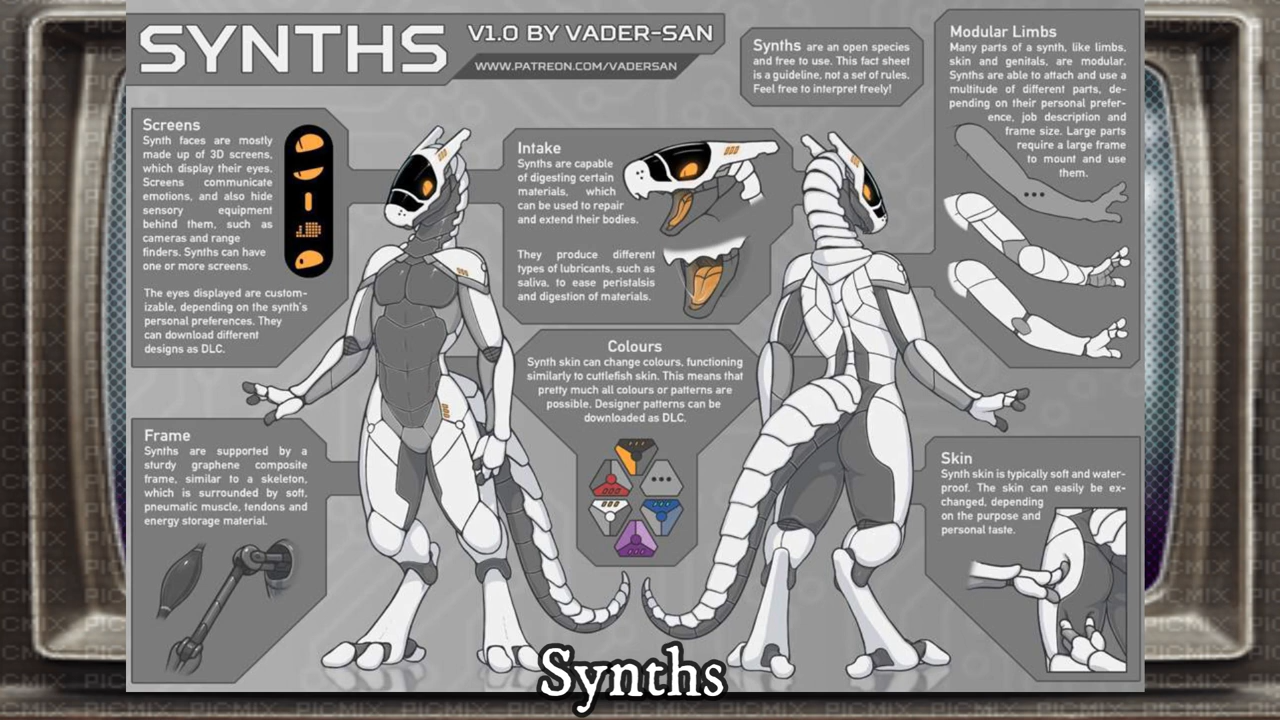 SYNTHS
V1.0 BY VADER-SAN
WWW.PATREON.COM/VADERSAN
Synths are an open species
and free to use. This fact sheet
is a guideline, not a set of rules.
Feel free to interpret freely!
Modular Limbs
Many parts of a synth, like limbs,
skin and genitals, are modular.
Synths are able to attach and use a
multitude of different parts, de-
pending on their personal prefer-
ence, job description and
frame size. Large parts
require a large frame
to mount and use
them.
Screens
Synth faces are mostly
made up of 3D screens,
which display their eyes.
Screens communicate
emotions, and also hide
sensory equipment
behind them, such as
cameras and range
finders. Synths can have
one or more screens.
The eyes displayed are custom-
izable, depending on the synth's
personal preferences. They
can download different
designs as DLC.
Intake
Synths are capable
of digesting certain
materials, which
can be used to repair
and extend their bodies.
They produce different
types of lubricants, such as
saliva, to ease peristalsis
and digestion of materials.
Colours
Synth skin can change colours, functioning
similarly to cuttlefish skin. This means that
pretty much all colours or patterns are
possible. Designer patterns can be
downloaded as DLC.
Frame
Synths are supported by a
sturdy graphene composite
frame, similar to a skeleton,
which is surrounded by soft,
pneumatic muscle, tendons and
energy storage material.
Skin
Synth skin is typically soft and water-
proof. The skin can easily be ex-
changed, depending
on the purpose and
personal taste.
Synths
PICMIX